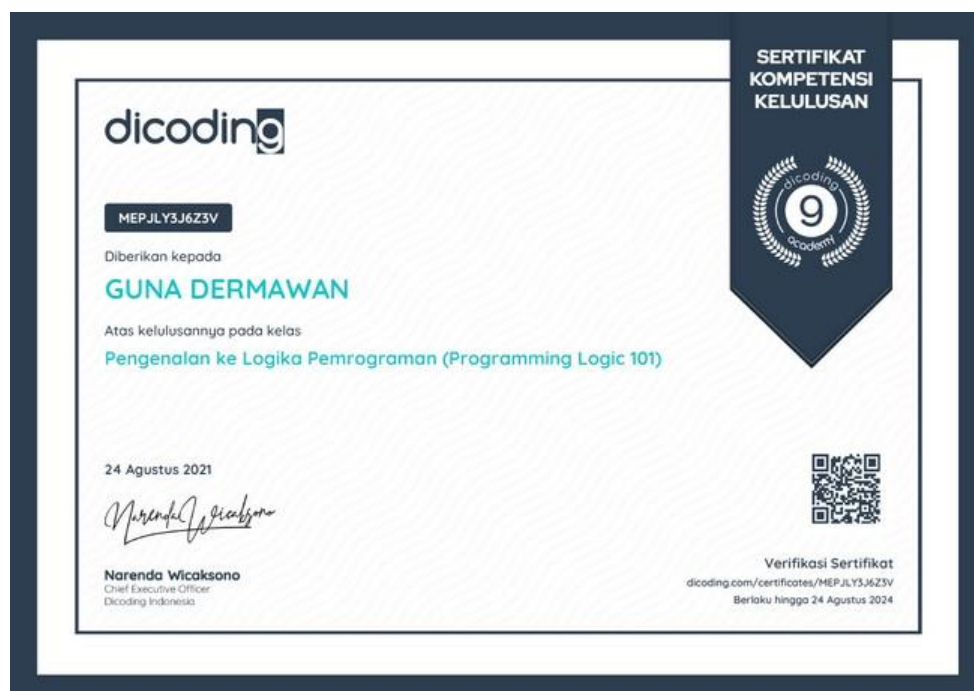 SERTIFIKAT
KOMPETENSI
KELULUSAN
dicoding
dicoding
9
academy
MEPJLY3J6Z3V
Diberikan kepada
GUNA DERMAWAN
Atas kelulusannya pada kelas
Pengenalan ke Logika Pemrograman (Programming Logic 101)
24 Agustus 2021
Narenda Wicaksono
Narenda Wicaksono
Chief Executive Officer
Dicoding Indonesia
Verifikasi Sertifikat
dicoding.com/certificates/MEPJLY3J6Z3V
Berlaku hingga 24 Agustus 2024